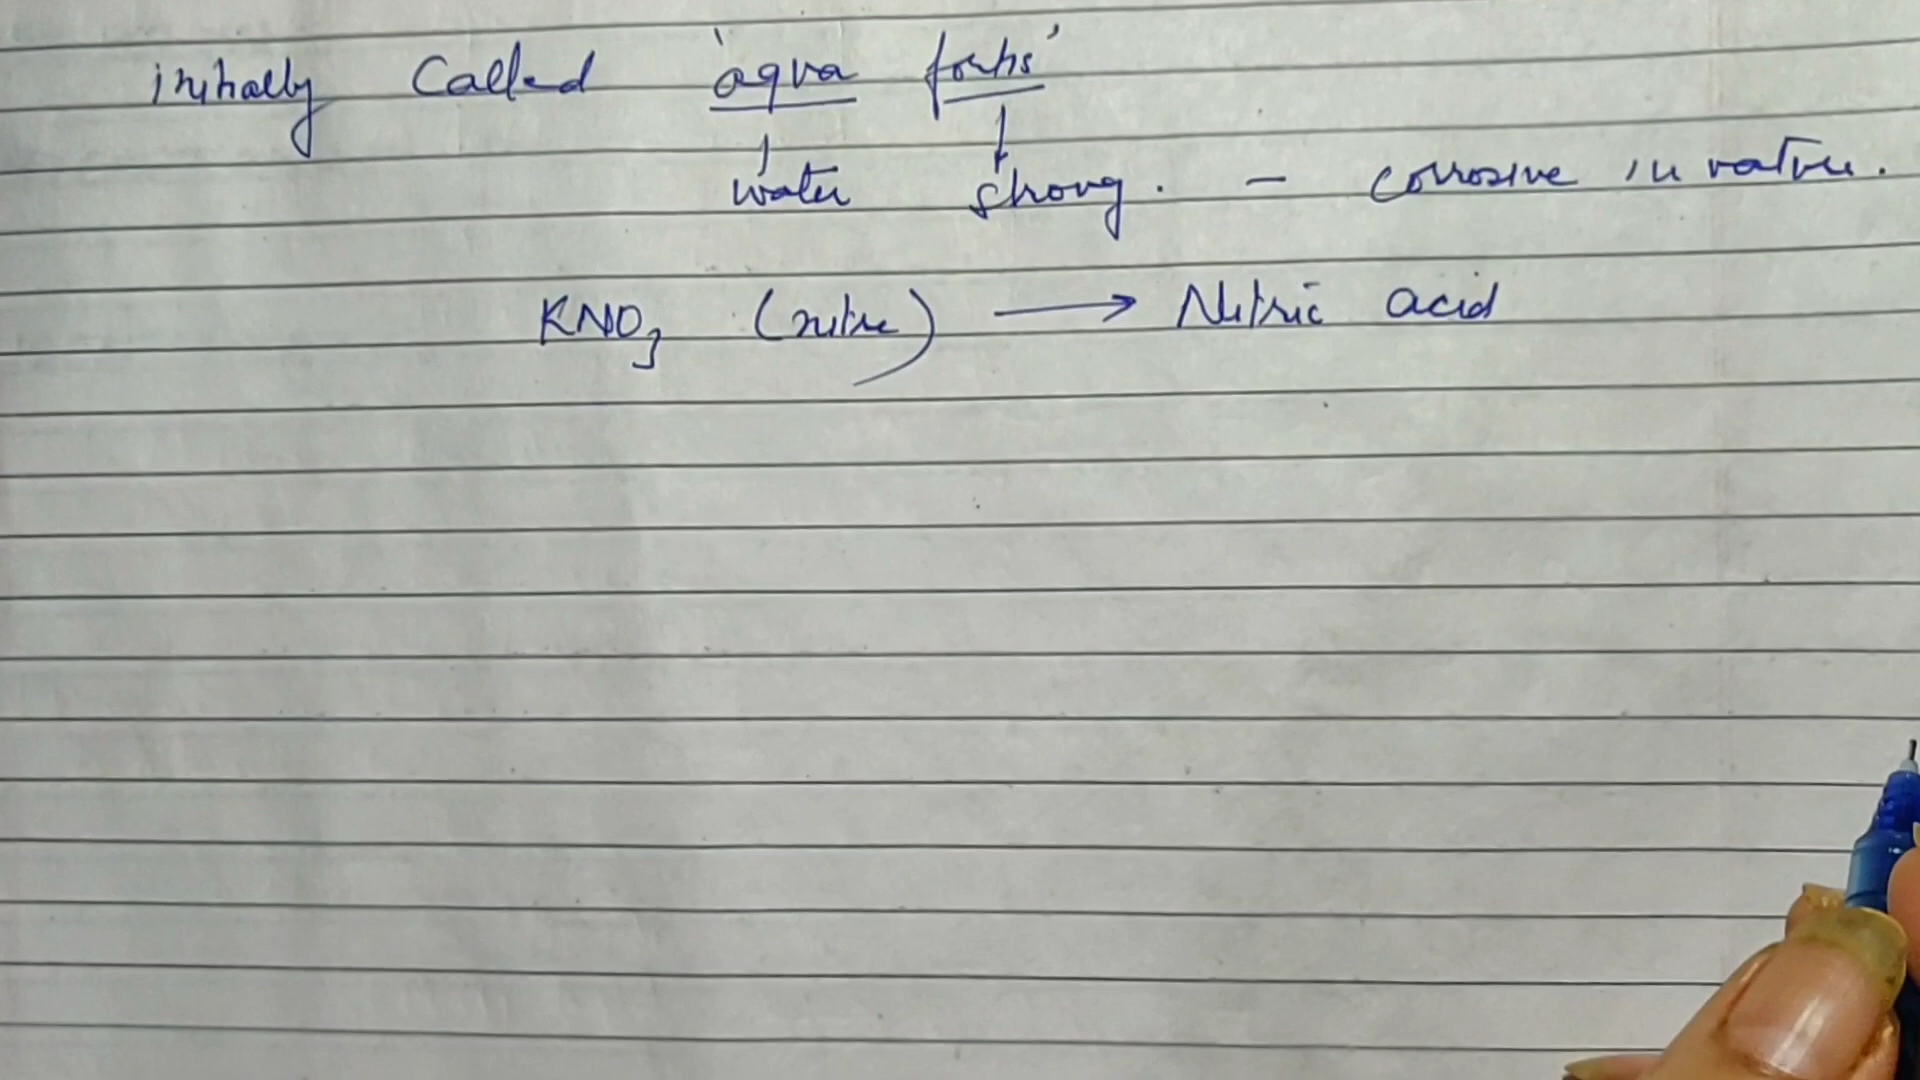 initially Called 'aqua fortis'
water strong. - corrosive in nature.
KNO₃ (nitre) → Nitric acid